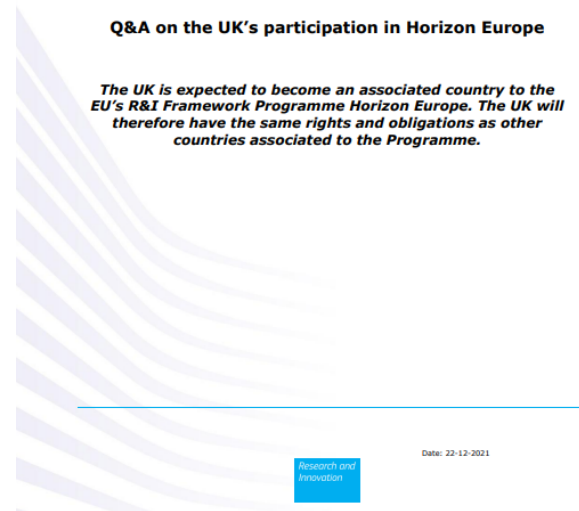 Q&A on the UK’s participation in Horizon Europe
The UK is expected to become an associated country to the
EU’s R&I Framework Programme Horizon Europe. The UK will
therefore have the same rights and obligations as other
countries associated to the Programme.
Date: 22-12-2021
Research and
Innovation